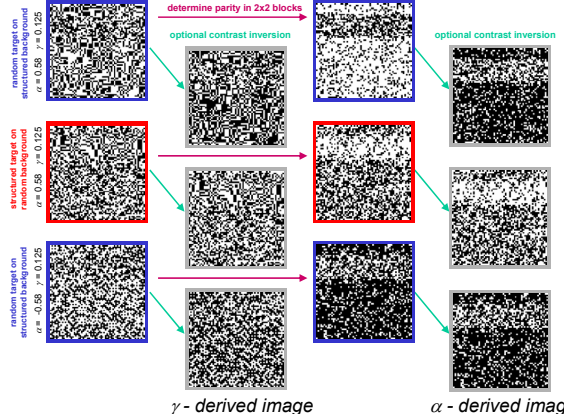 determine parity in 2x2 blocks
optional contrast inversion
optional contrast inversion
random target on
structured background
α = 0.58 γ = 0.125
structured target on
random background
α = 0.58 γ = 0.125
random target on
structured background
α = -0.58 γ = 0.125
γ - derived image
α - derived imag